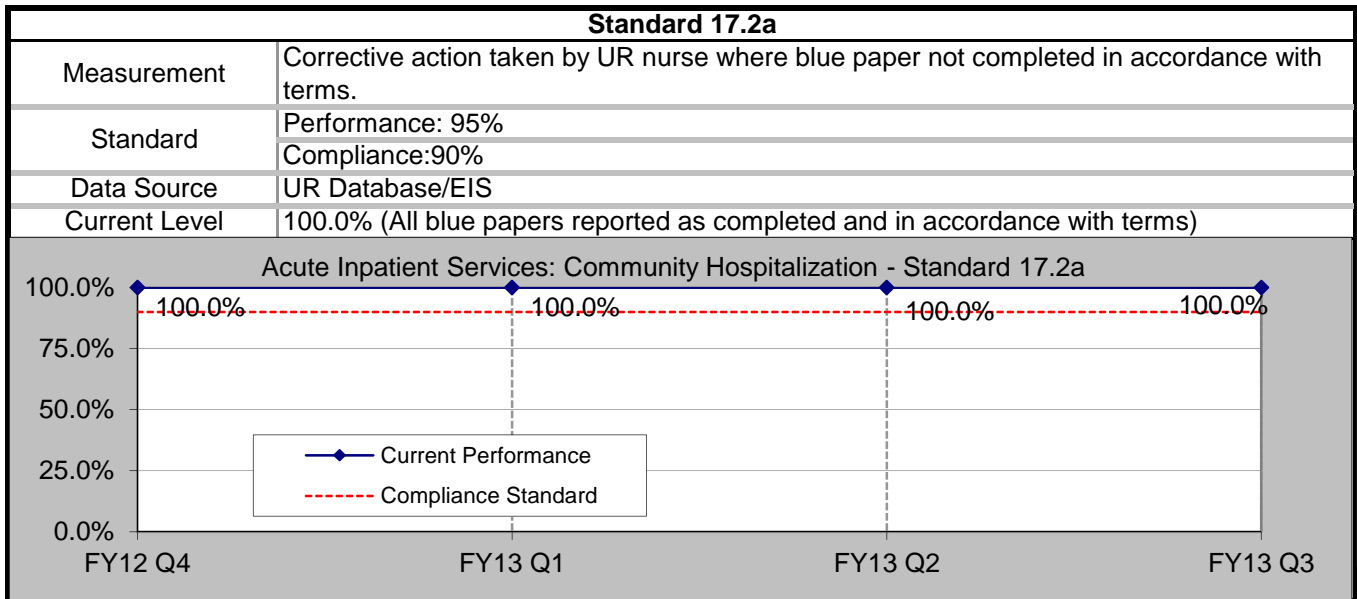 Standard 17.2a
Measurement
Corrective action taken by UR nurse where blue paper not completed in accordance with
terms.
Standard
Performance: 95%
Compliance:90%
Data Source
UR Database/EIS
Current Level
100.0% (All blue papers reported as completed and in accordance with terms)
Acute Inpatient Services: Community Hospitalization - Standard 17.2a
100.0%
100.0% 100.0% 100.0% 100.0%
75.0%
50.0%
25.0%
0.0%
Current Performance
Compliance Standard
FY12 Q4 FY13 Q1 FY13 Q2 FY13 Q3